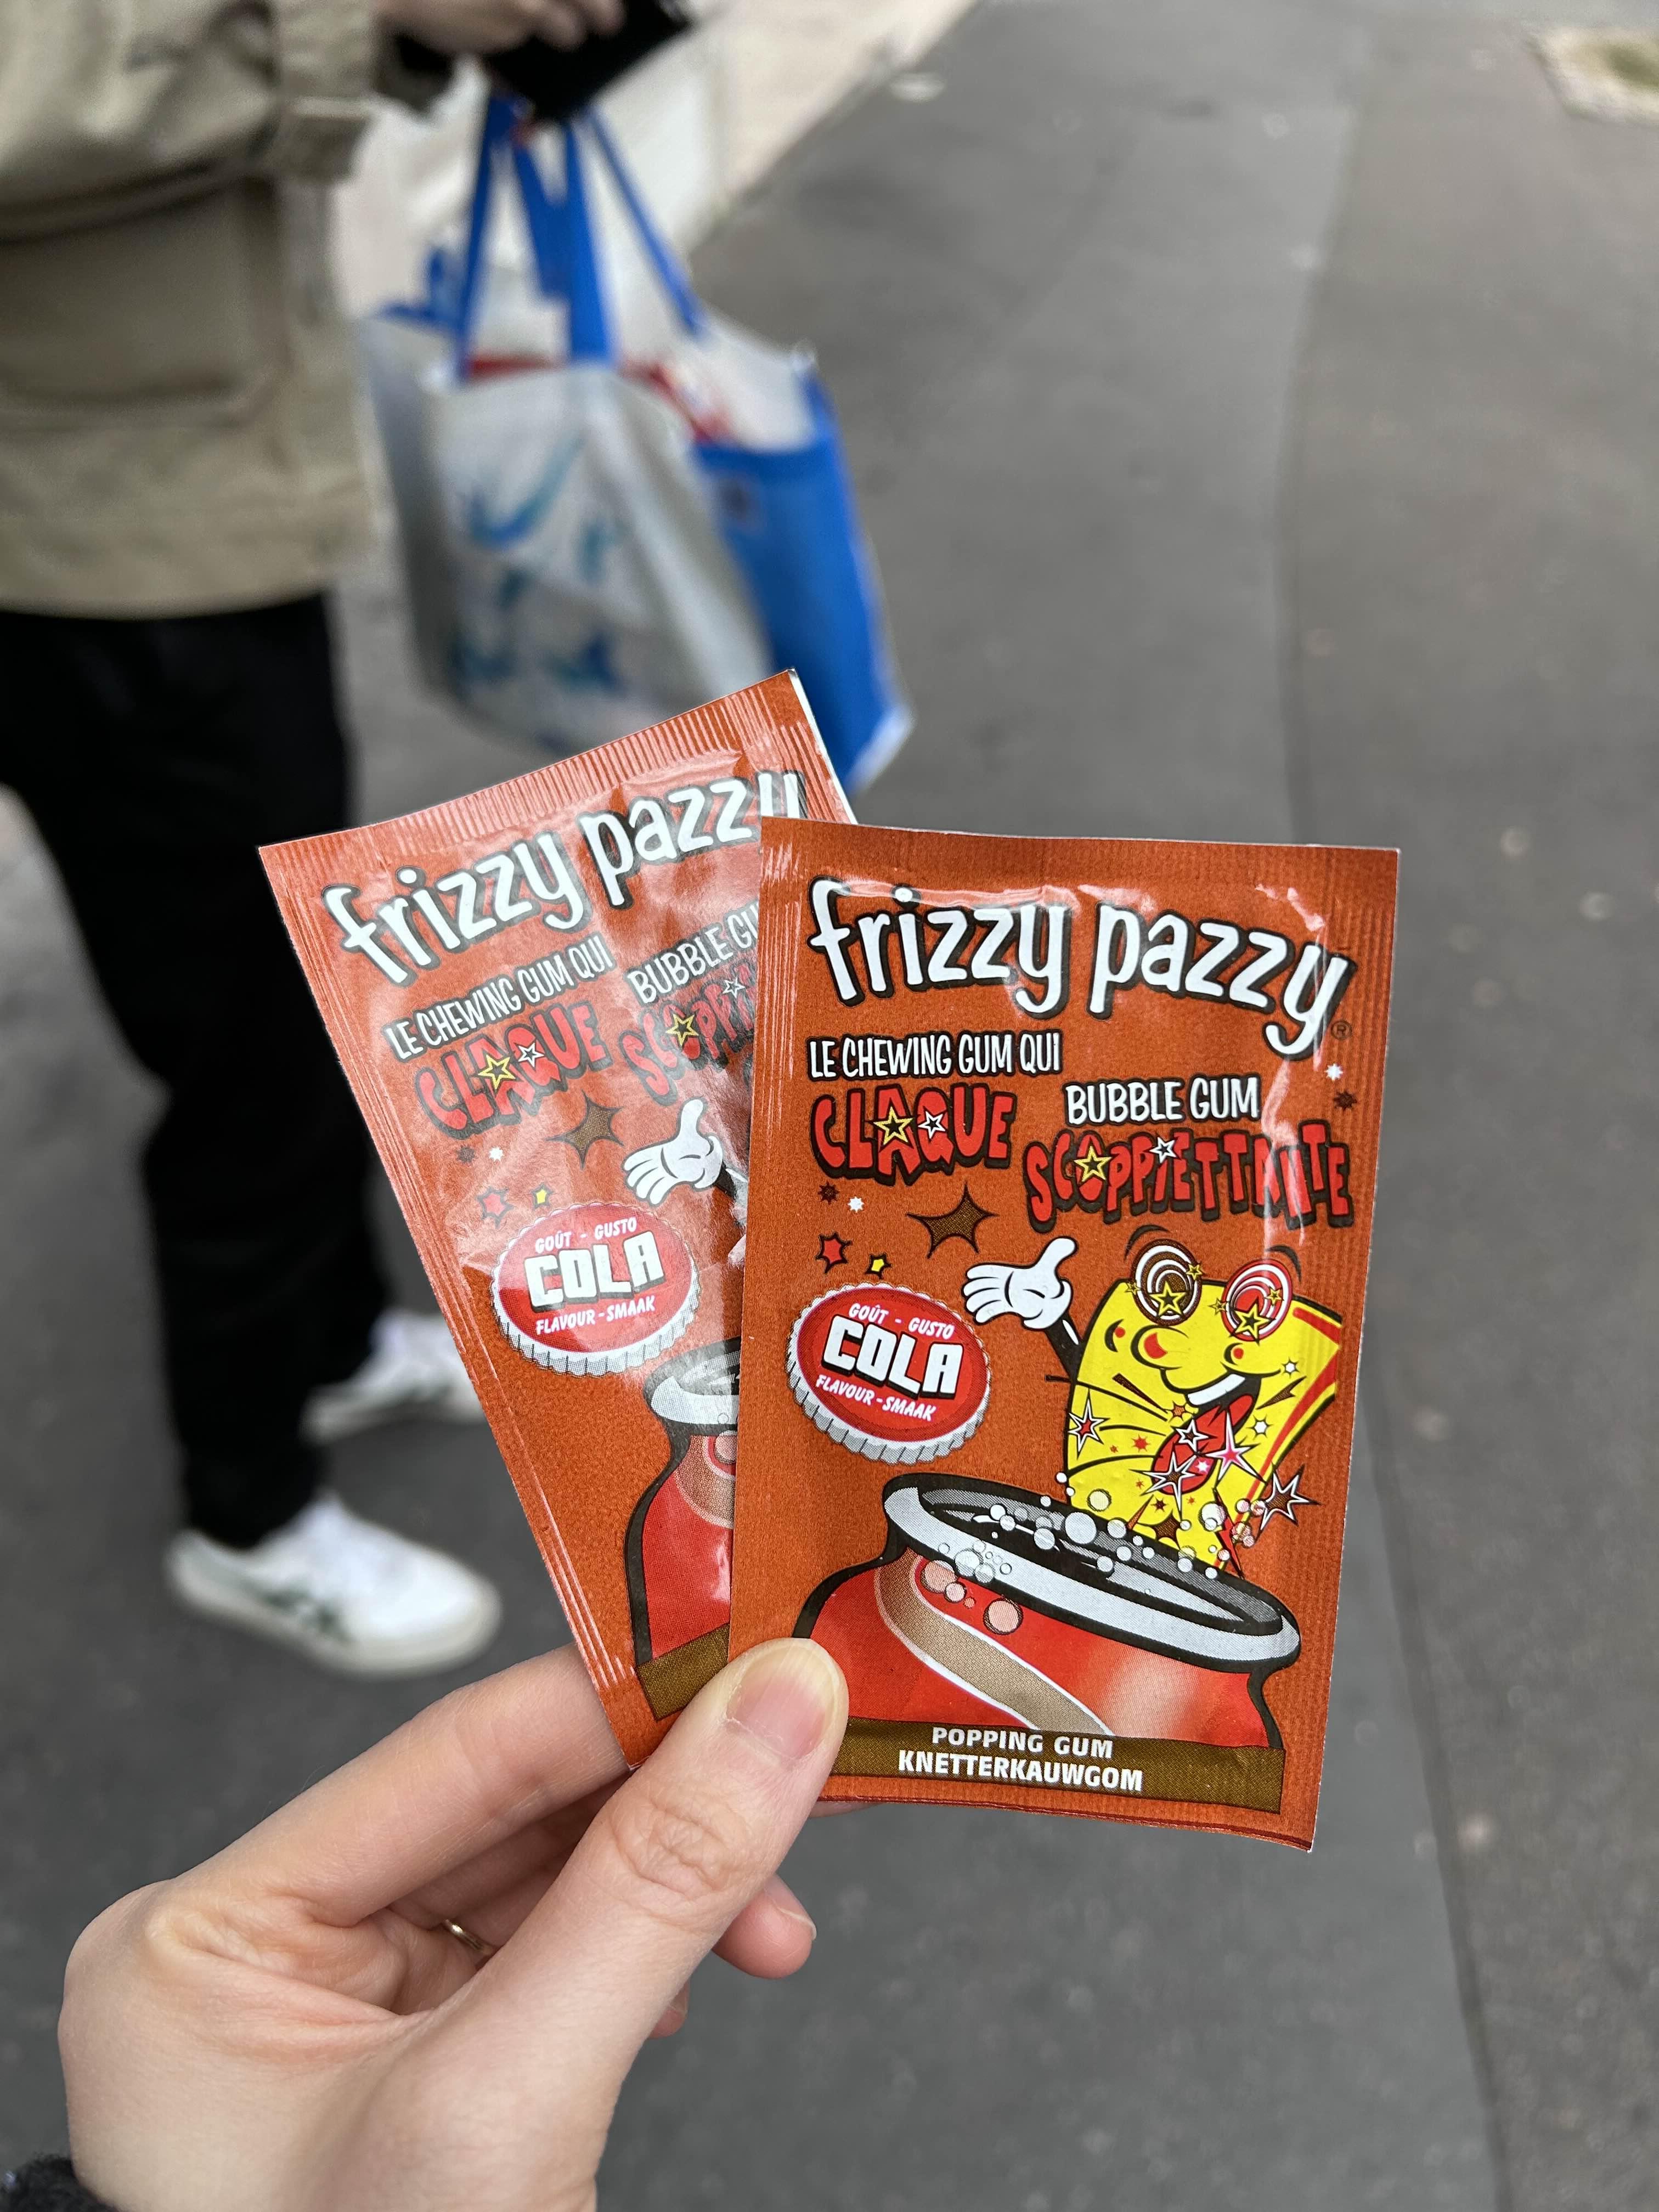 frizzy pazzy
LE CHEWING GUM QUI
CLAQUE
BUBBLE
GOÛT - GUSTO
COLA
FLAVOUR - SMAAK
frizzy pazzy®
LE CHEWING GUM QUI
CLAQUE
BUBBLE GUM
SCOPPIETTANTE
GOÛT - GUSTO
COLA
FLAVOUR - SMAAK
POPPING GUM
KNETTERKAUWGOM